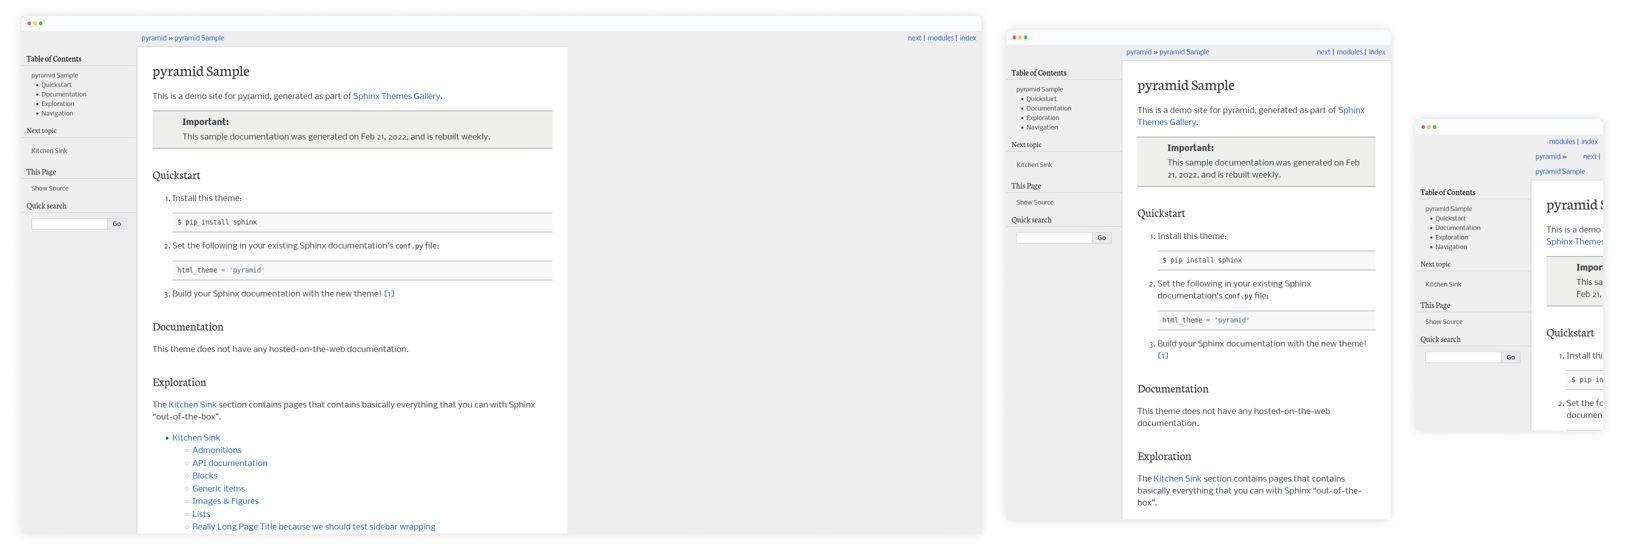 pyramid » pyramid Sample
next | modules | index
Table of Contents
pyramid Sample
Quickstart
Documentation
Exploration
Navigation
Next topic
Kitchen Sink
This Page
Show Source
Quick search
Go
pyramid Sample
This is a demo site for pyramid, generated as part of Sphinx Themes Gallery.
Important:
This sample documentation was generated on Feb 21, 2022, and is rebuilt weekly.
Quickstart
1. Install this theme:
$ pip install sphinx
2. Set the following in your existing Sphinx documentation's conf.py file:
html_theme = 'pyramid'
3. Build your Sphinx documentation with the new theme! [1]
Documentation
This theme does not have any hosted-on-the-web documentation.
Exploration
The Kitchen Sink section contains pages that contains basically everything that you can with Sphinx
“out-of-the-box”.
Kitchen Sink
Admonitions
API documentation
Blocks
Generic items
Images & Figures
Lists
Really Long Page Title because we should test sidebar wrapping
pyramid » pyramid Sample
next | modules | index
Table of Contents
pyramid Sample
Quickstart
Documentation
Exploration
Navigation
Next topic
Kitchen Sink
This Page
Show Source
Quick search
Go
pyramid Sample
This is a demo site for pyramid, generated as part of Sphinx
Themes Gallery.
Important:
This sample documentation was generated on Feb
21, 2022, and is rebuilt weekly.
Quickstart
1. Install this theme:
$ pip install sphinx
2. Set the following in your existing Sphinx
documentation's conf.py file:
html_theme = 'pyramid'
3. Build your Sphinx documentation with the new theme!
[1]
Documentation
This theme does not have any hosted-on-the-web
documentation.
Exploration
The Kitchen Sink section contains pages that contains
basically everything that you can with Sphinx “out-of-the-
box”.
modules | index
pyramid » next |
pyramid Sample
Table of Contents
pyramid Sample
Quickstart
Documentation
Exploration
Navigation
Next topic
Kitchen Sink
This Page
Show Source
Quick search
Go
pyramid S
This is a demo
Sphinx Themes
Impor
This sa
Feb 21,
Quickstart
1. Install thi
$ pip in
2. Set the fo
documen